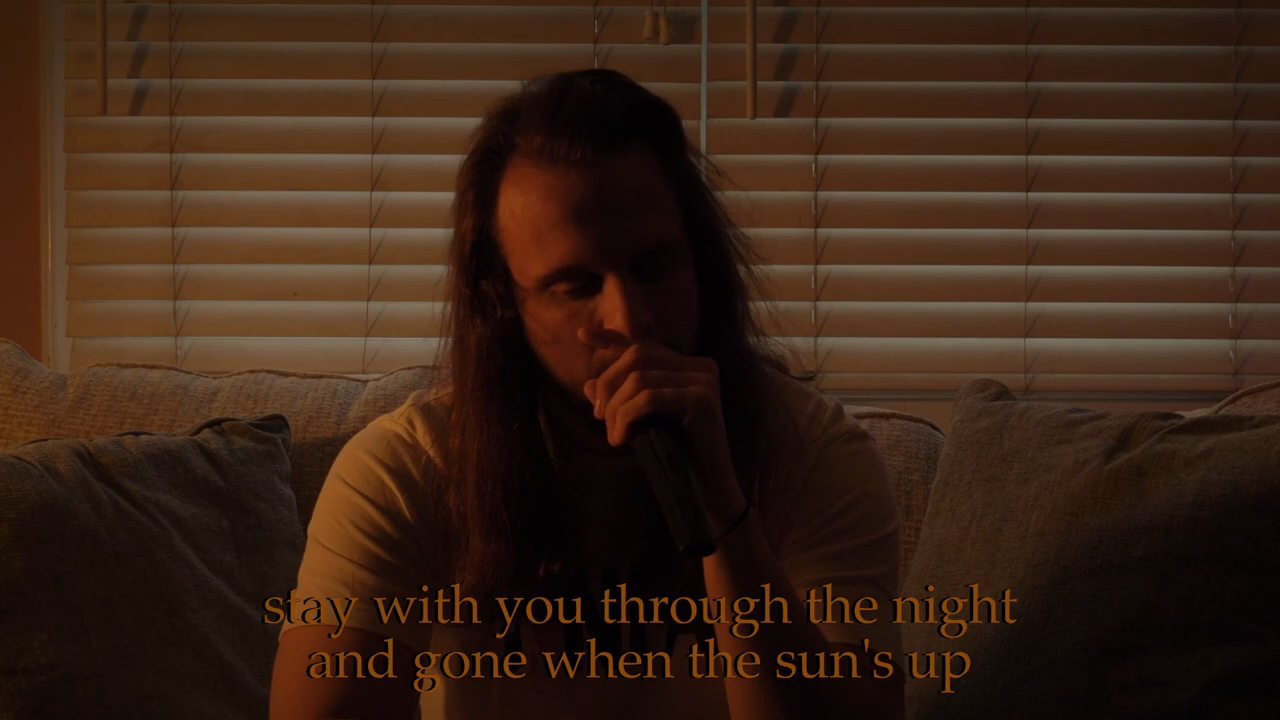 stay with you through the night
and gone when the sun's up